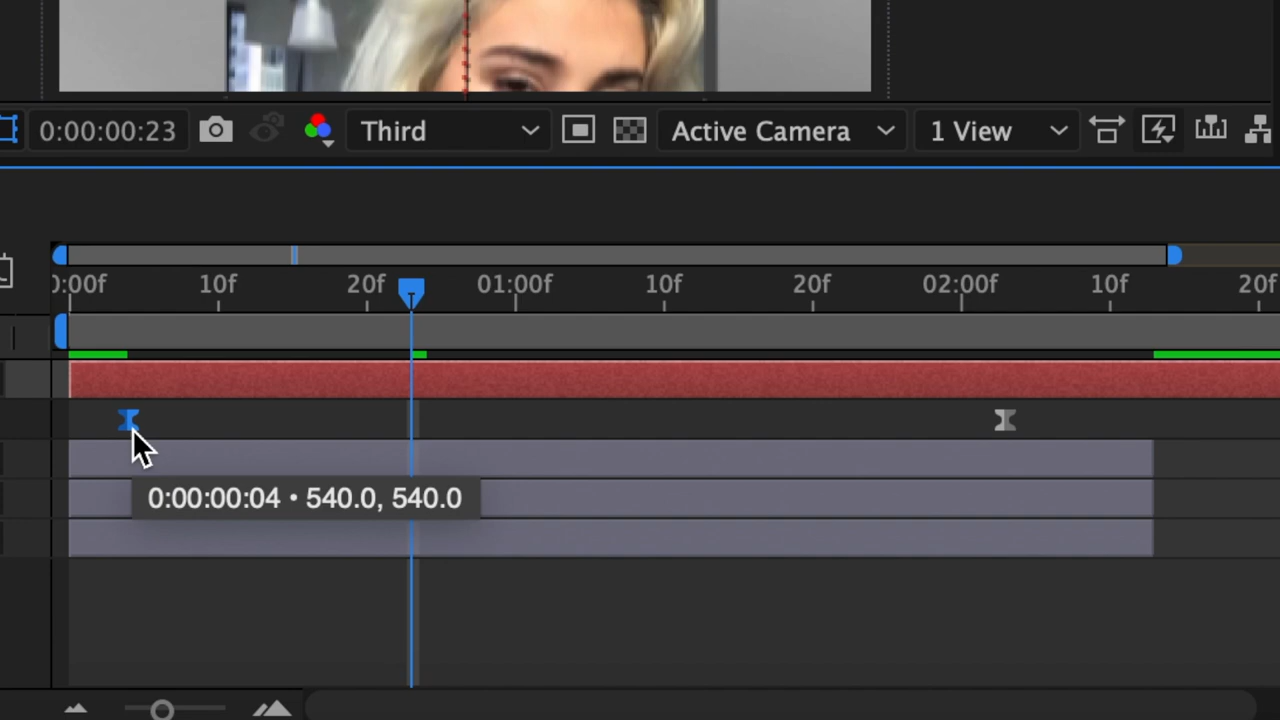 0:00:00:23 Third Active Camera 1 View
:00f 10f 20f 01:00f 10f 20f 02:00f 10f 20f
0:00:00:04 • 540.0, 540.0